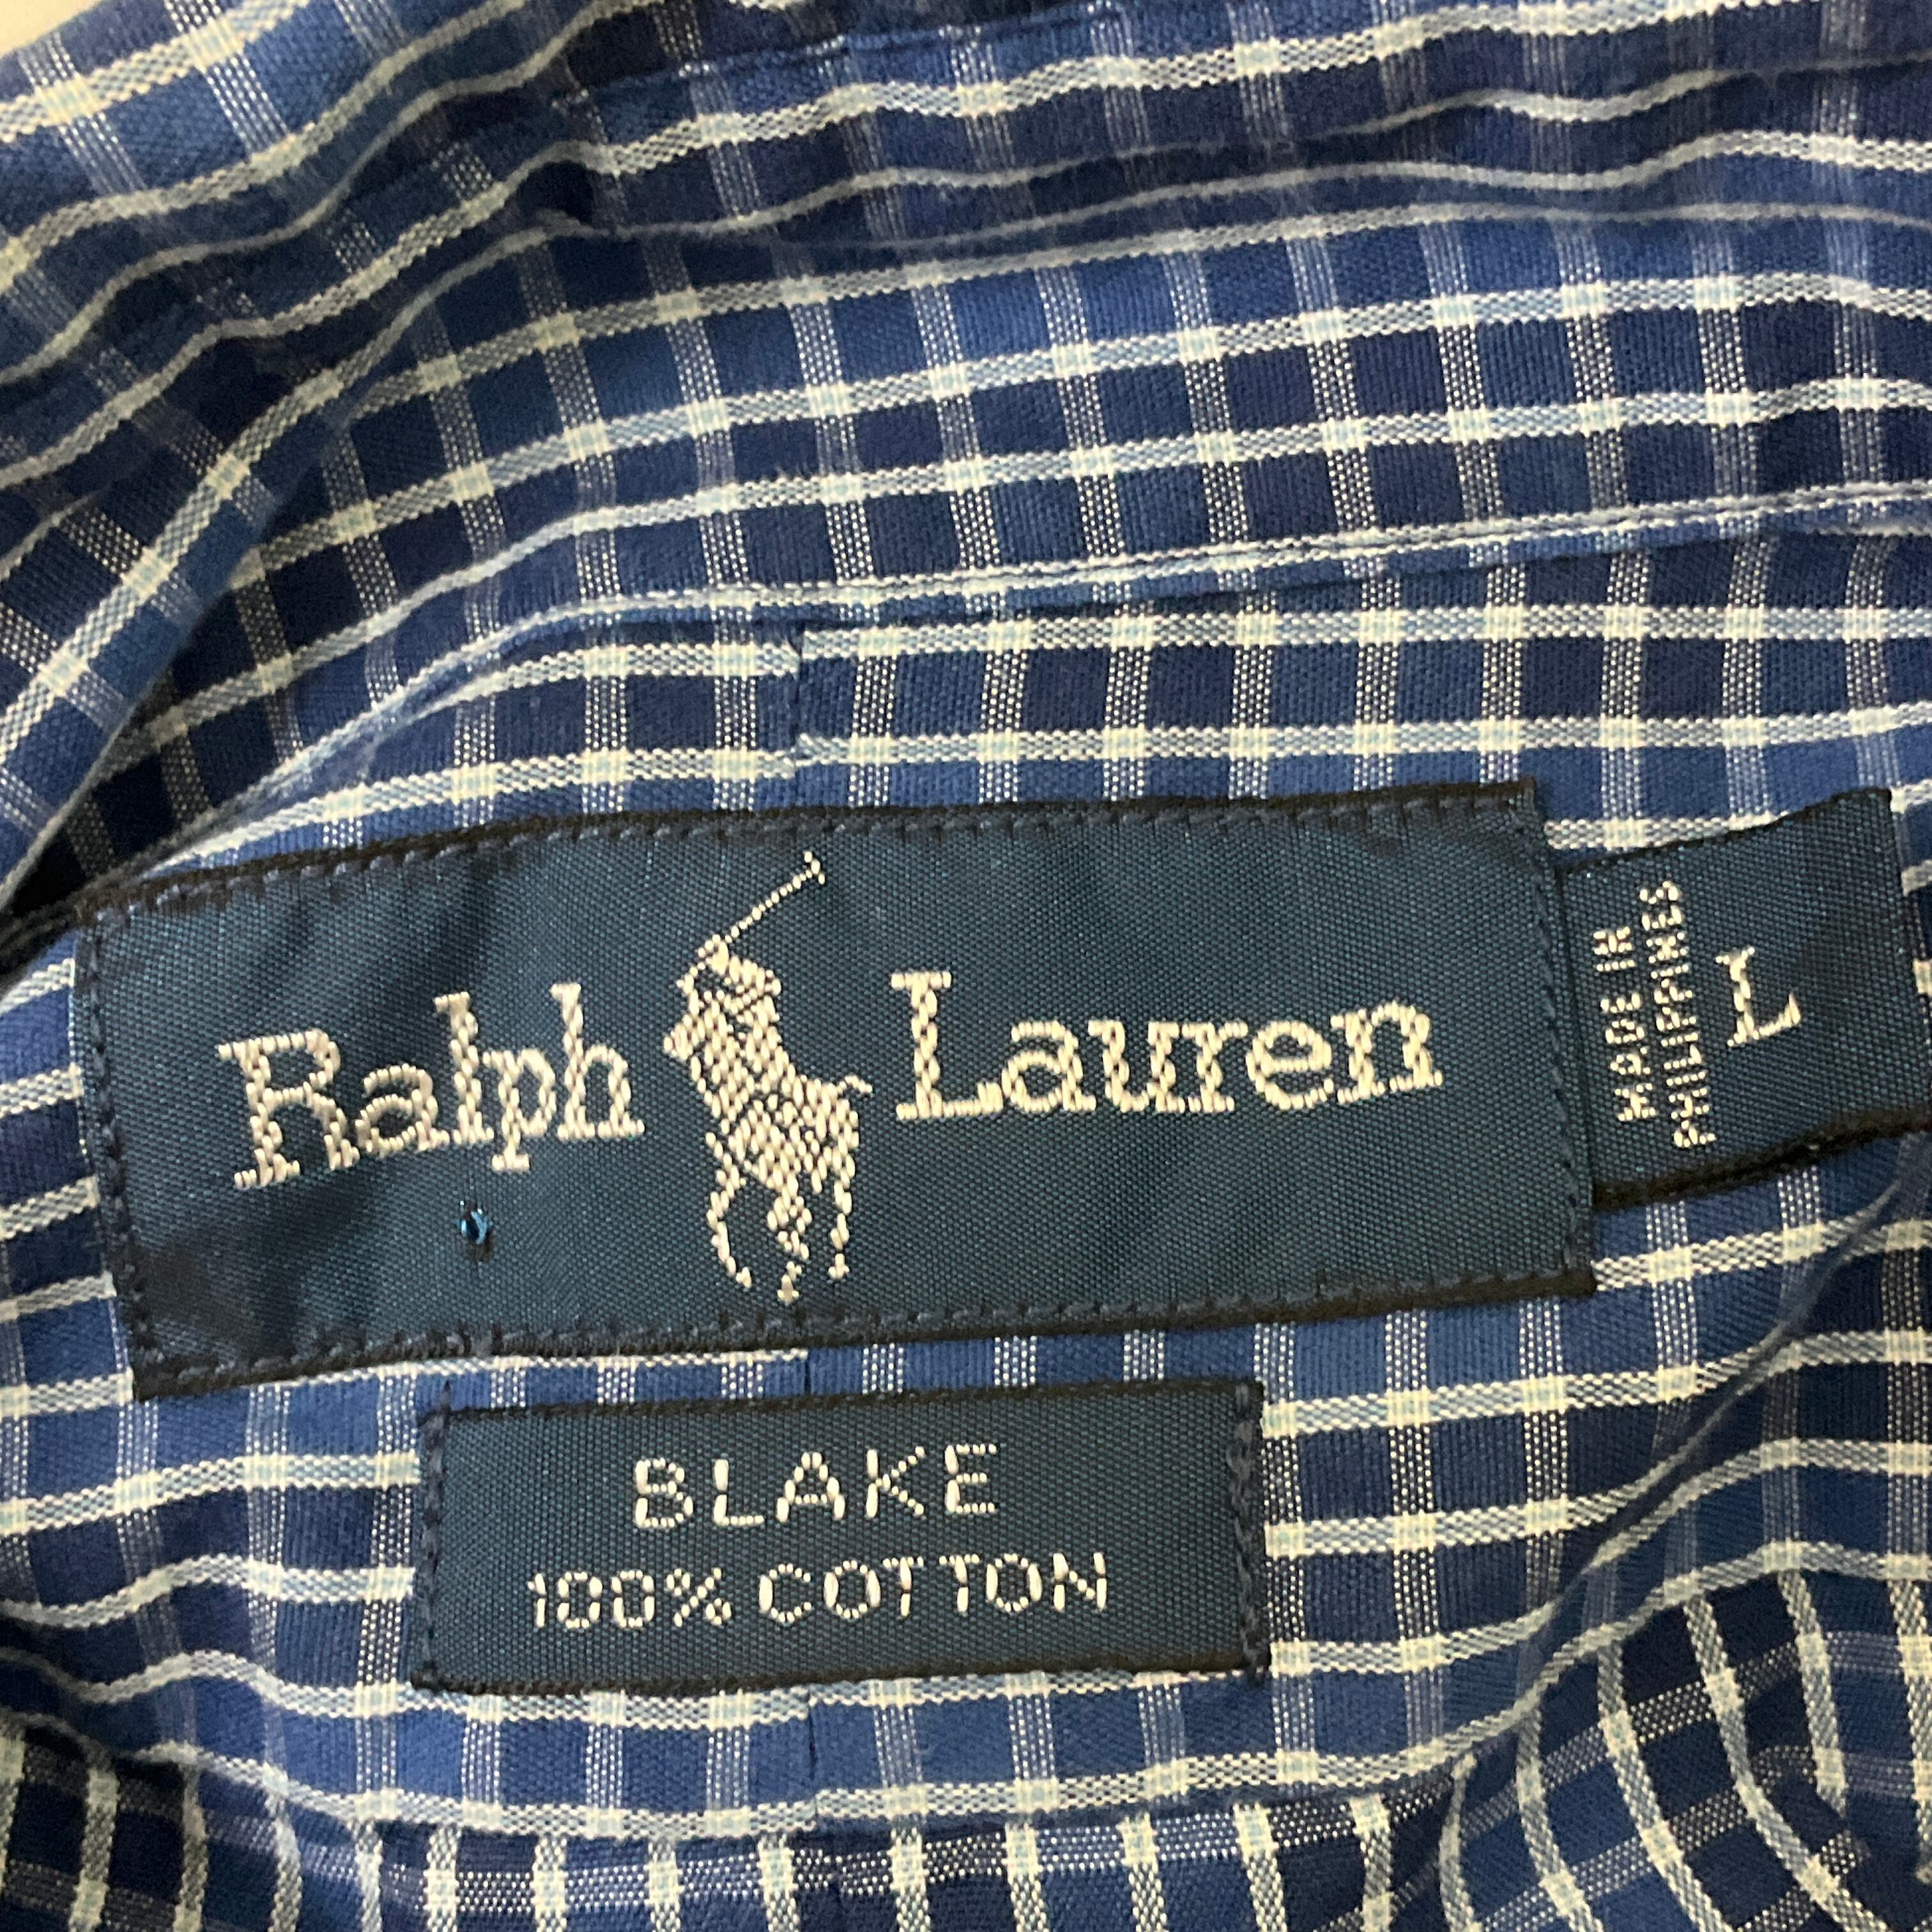 Ralph Lauren
MADE IN
PHILIPPINES
L
BLAKE
100% COTTON